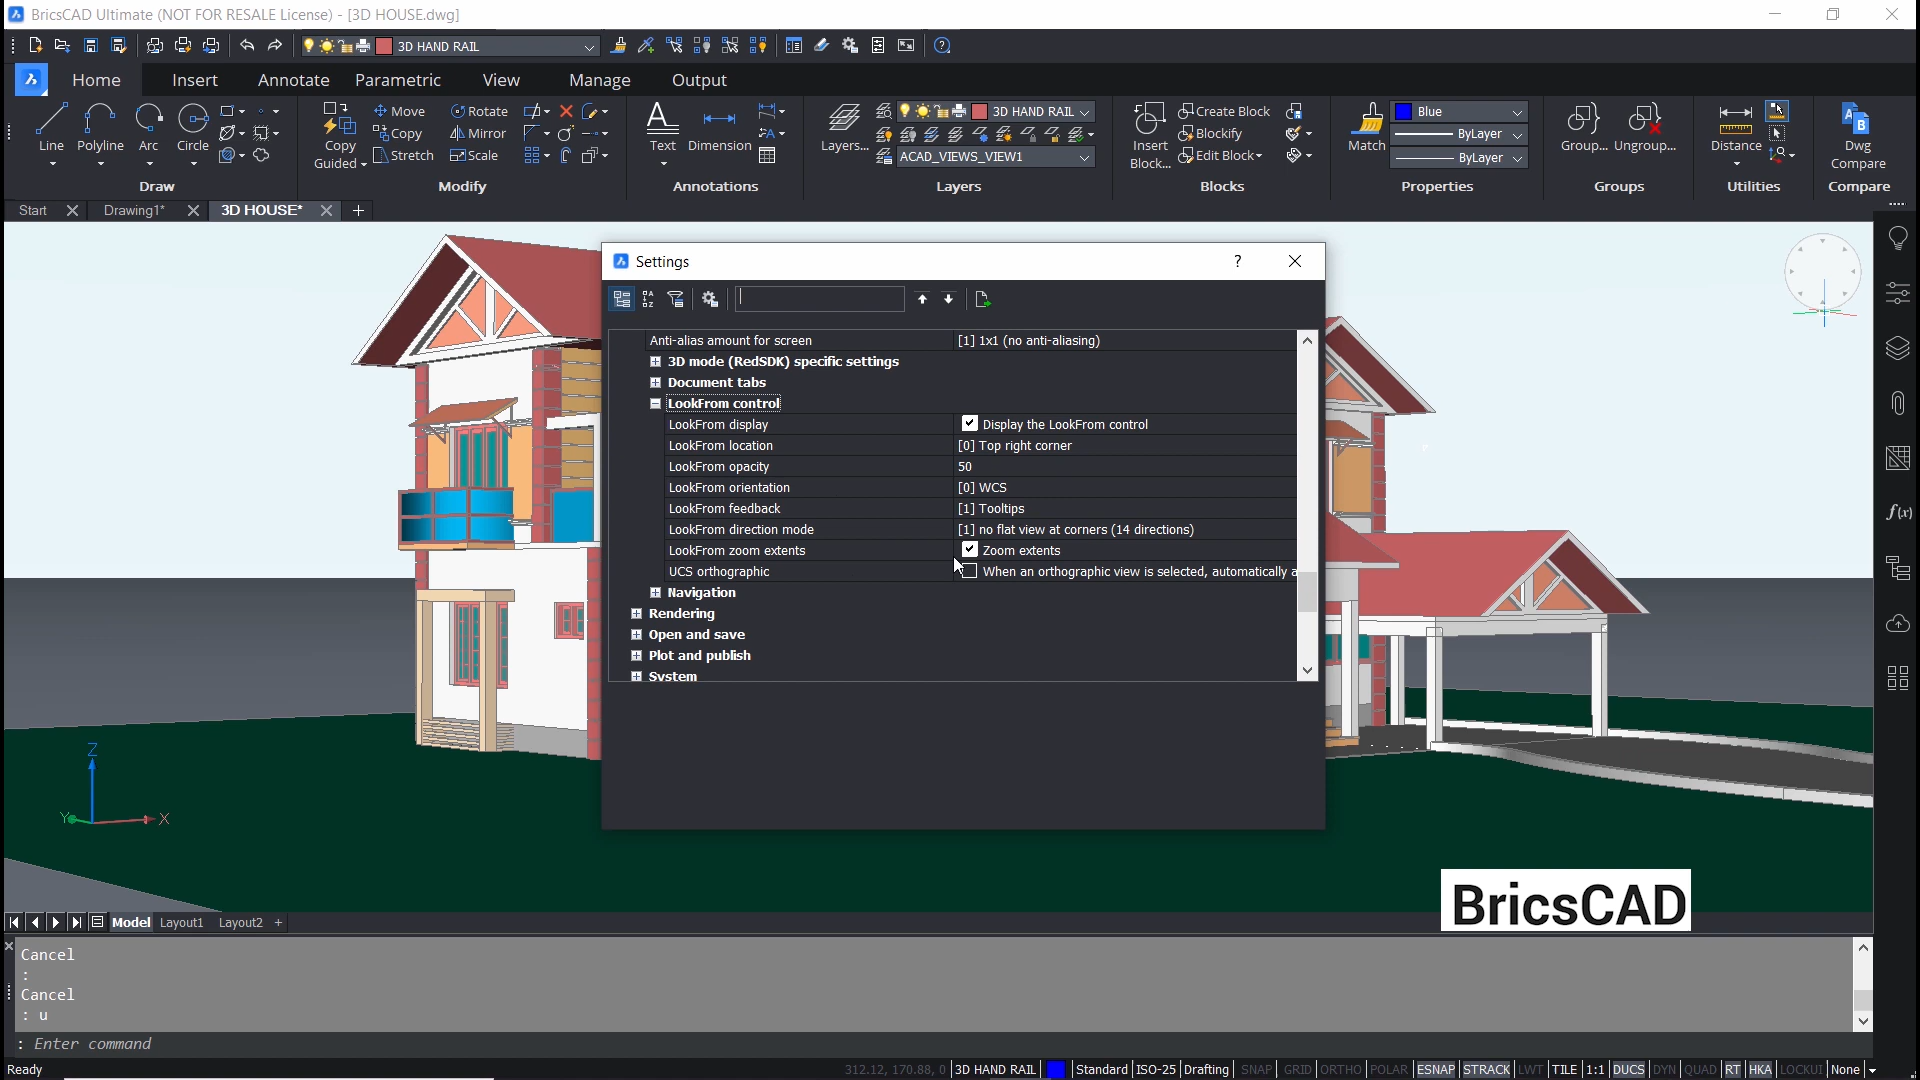 BricsCAD Ultimate (NOT FOR RESALE License) - [3D HOUSE.dwg]
3D HAND RAIL
Home Insert Annotate Parametric View Manage Output
Line Polyline Arc Circle
Draw
Copy Guided
Move Rotate
Copy Mirror
Stretch Scale
Modify
Text Dimension
Annotations
Layers...
3D HAND RAIL
ACAD_VIEWS_VIEW1
Layers
Insert Block...
Create Block
Blockify
Edit Block
Blocks
Match
Blue
ByLayer
ByLayer
Properties
Group... Ungroup...
Groups
Distance
Utilities
Dwg Compare
Compare
Start Drawing1* 3D HOUSE* +
Settings ?
Anti-alias amount for screen [1] 1x1 (no anti-aliasing)
3D mode (RedSDK) specific settings
Document tabs
LookFrom control
LookFrom display Display the LookFrom control
LookFrom location [0] Top right corner
LookFrom opacity 50
LookFrom orientation [0] WCS
LookFrom feedback [1] Tooltips
LookFrom direction mode [1] no flat view at corners (14 directions)
LookFrom zoom extents Zoom extents
UCS orthographic When an orthographic view is selected, automatically a
Navigation
Rendering
Open and save
Plot and publish
System
f(x)
Z
Y X
BricsCAD
Model Layout1 Layout2 +
Cancel
:
Cancel
: u
: Enter command
Ready 312.12, 170.88, 0 3D HAND RAIL Standard ISO-25 Drafting SNAP GRID ORTHO POLAR ESNAP STRACK LWT TILE 1:1 DUCS DYN QUAD RT HKA LOCKUI None